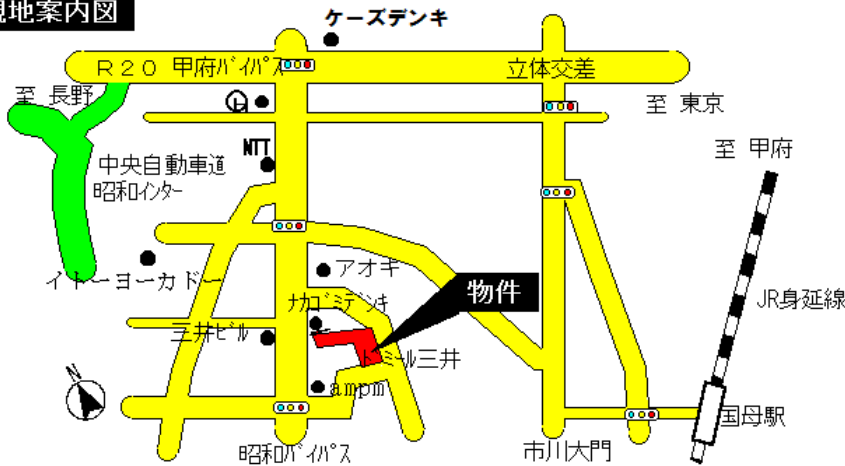 現地案内図
ケーズデンキ
R20 甲府バイパス
立体交差
至 長野
至 東京
NTT
至 甲府
中央自動車道
昭和インター
アオキ
イトーヨーカドー
物件
ナカゴミデンキ
JR身延線
三井ビル
ドミール三井
N
ampm
国母駅
昭和バイパス
市川大門